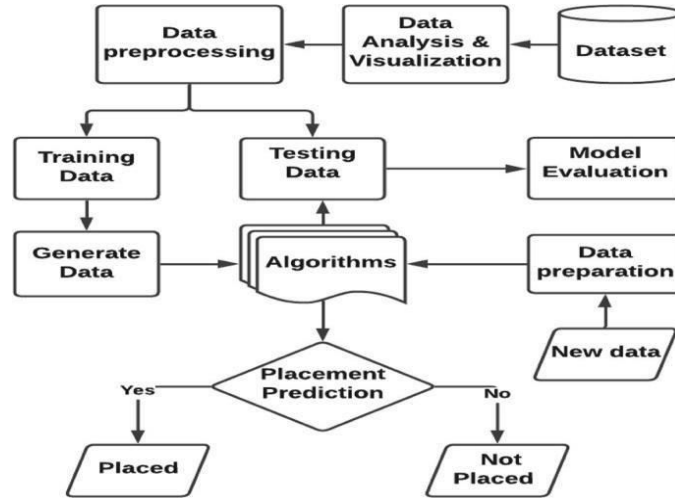 Data
preprocessing
Data
Analysis &
Visualization
Dataset
Training
Data
Testing
Data
Model
Evaluation
Generate
Data
Algorithms
Data
preparation
New data
Placement
Prediction
Yes
No
Placed
Not
Placed